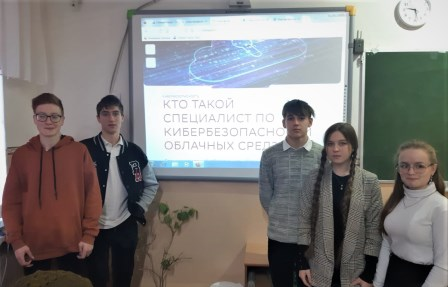 КТО ТАКОЙ
СПЕЦИАЛИСТ ПО
КИБЕРБЕЗОПАСНО
ОБЛАЧНЫХ СРЕД